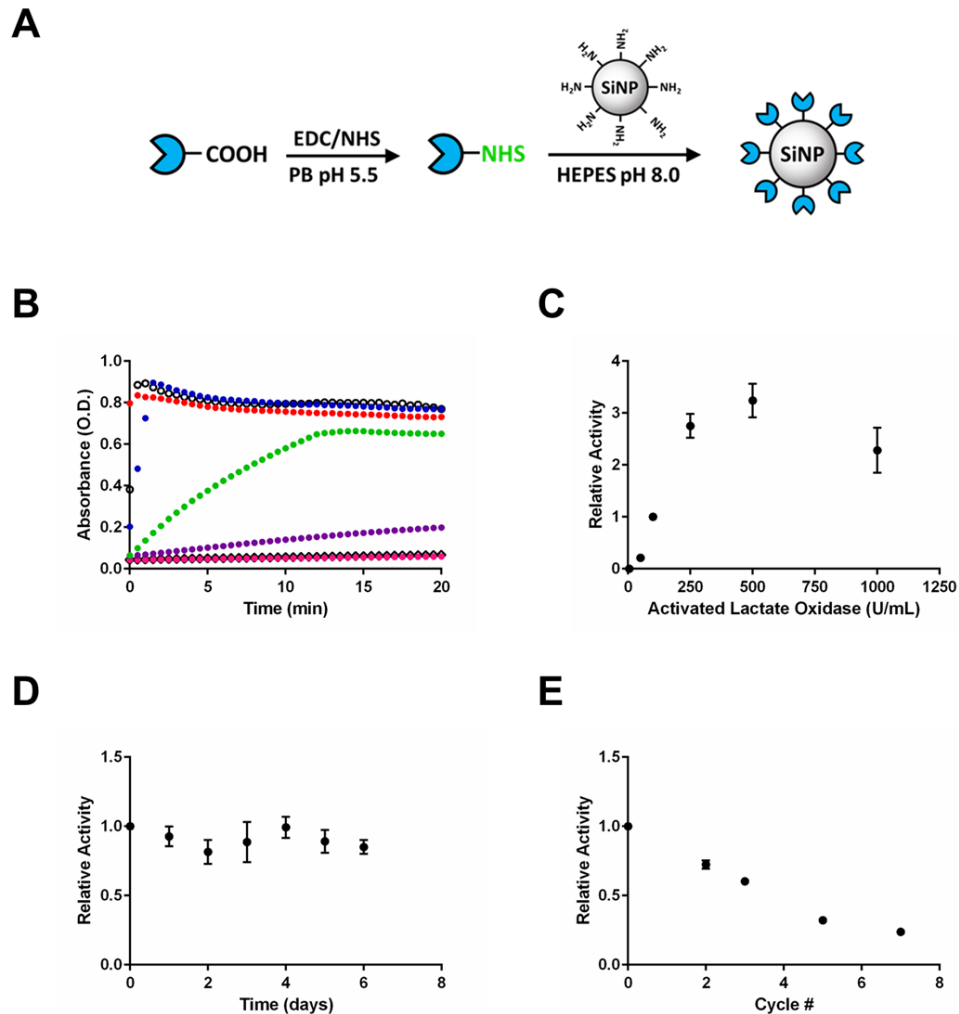 A
H₂N
NH₂
NH₂
H₂N
SiNP
NH₂
H₂N
NH₂
NH₂
COOH
EDC/NHS
PB pH 5.5
NHS
HEPES pH 8.0
SiNP
B
Absorbance (O.D.)
1.0
0.8
0.6
0.4
0.2
0.0
0 5 10 15 20
Time (min)
C
Relative Activity
4
3
2
1
0
0 250 500 750 1000 1250
Activated Lactate Oxidase (U/mL)
D
Relative Activity
1.5
1.0
0.5
0.0
0 2 4 6 8
Time (days)
E
Relative Activity
1.5
1.0
0.5
0.0
0 2 4 6 8
Cycle #